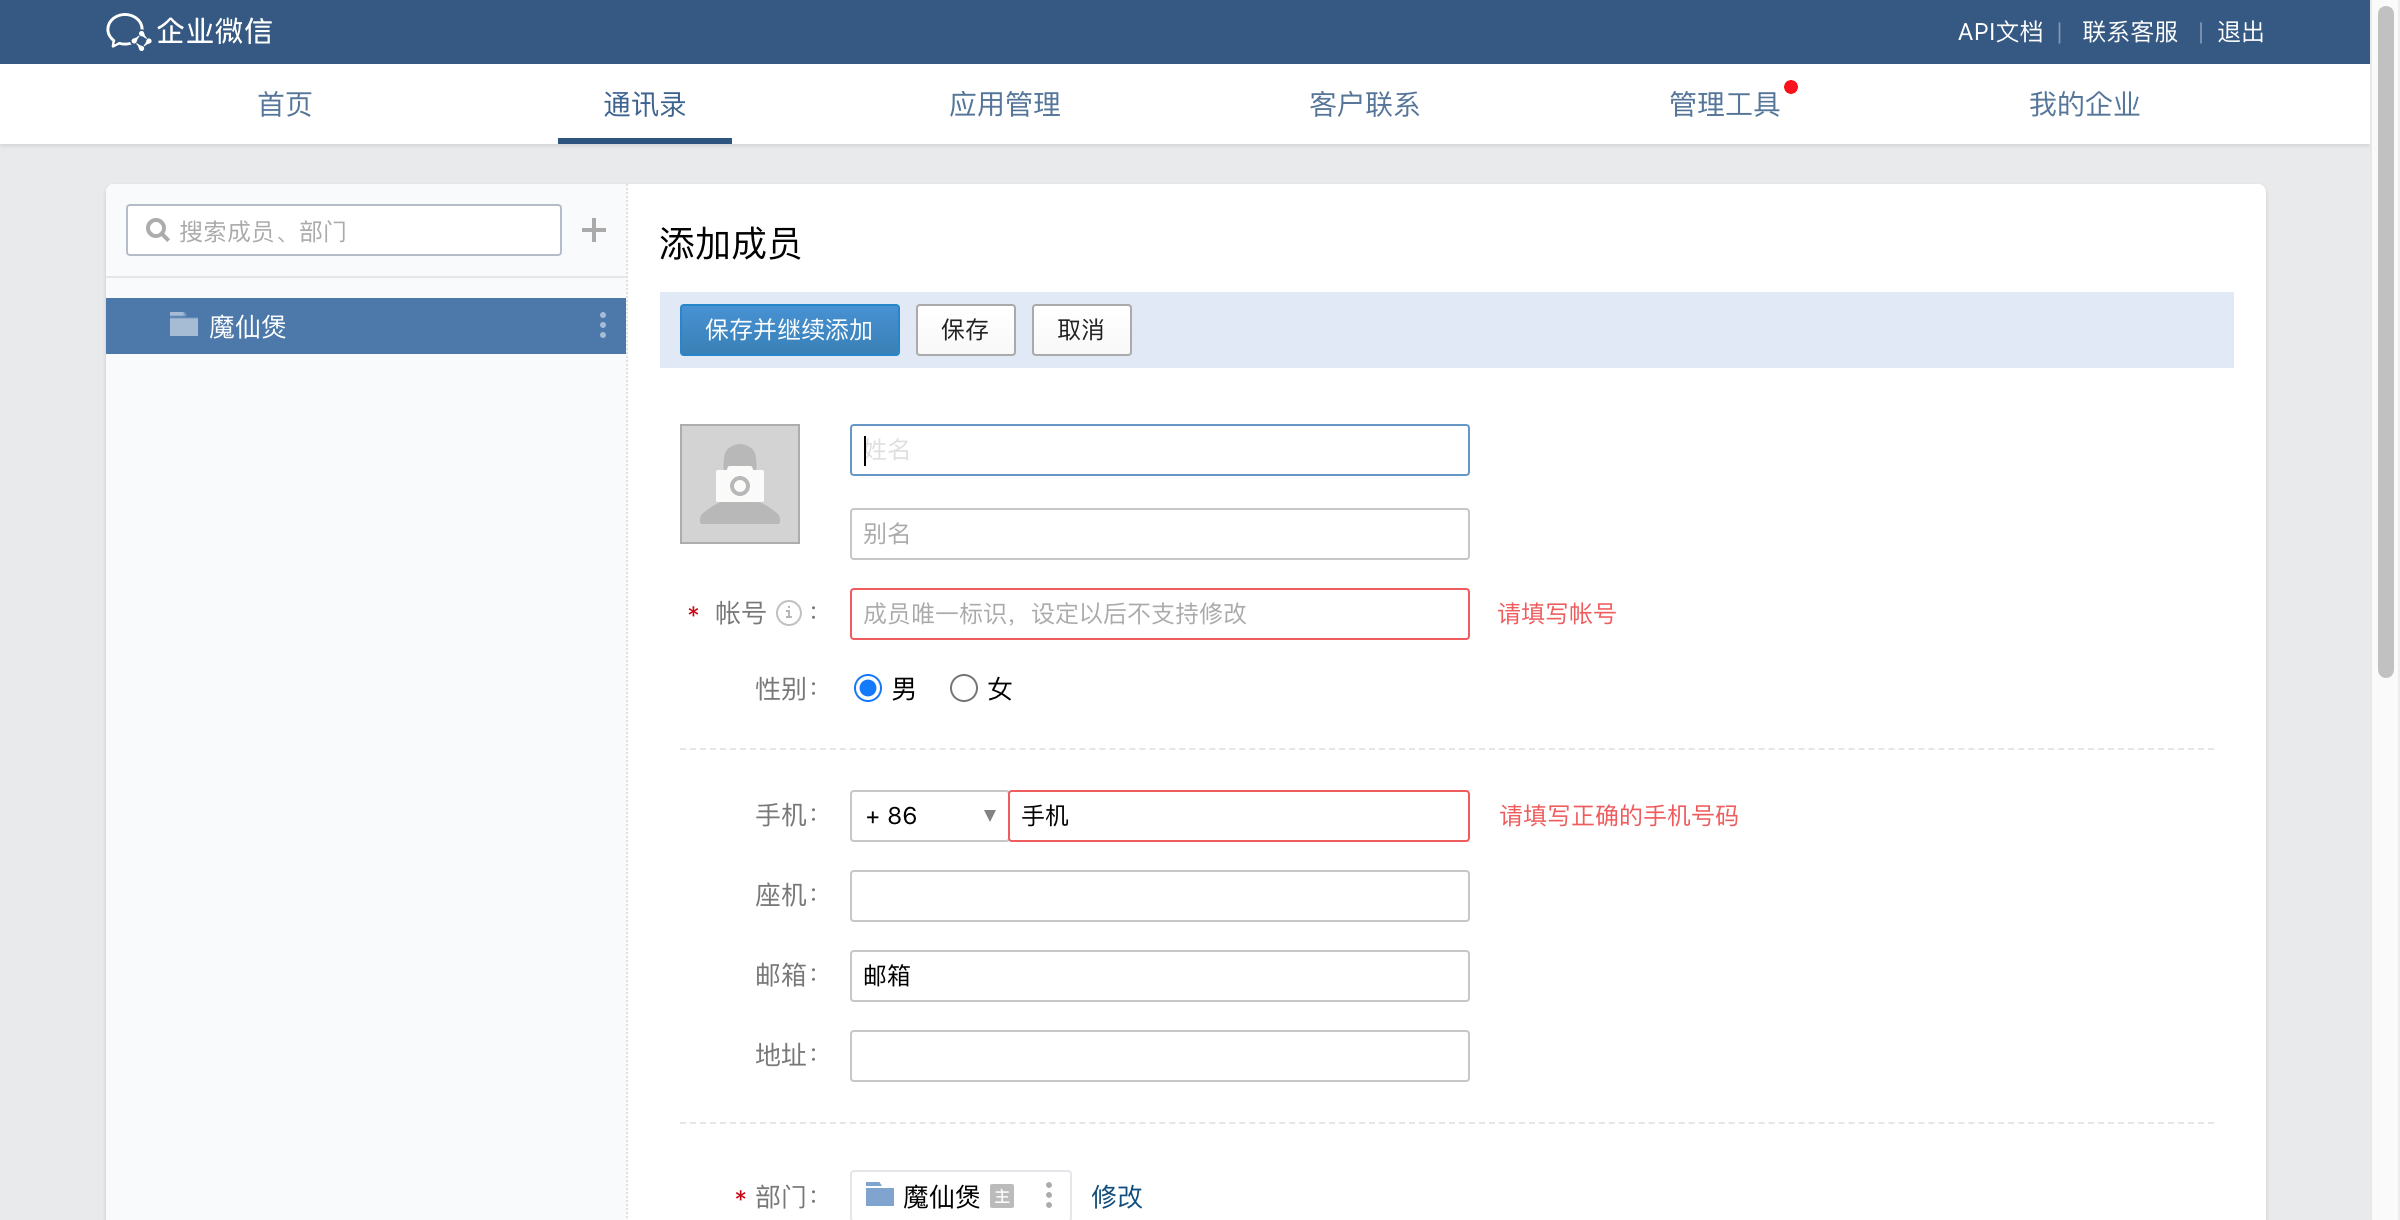 企业微信
API文档 | 联系客服 | 退出
首页 通讯录 应用管理 客户联系 管理工具 我的企业
搜索成员、部门
魔仙煲
添加成员
保存并继续添加 保存 取消
姓名
别名
* 帐号 i : 成员唯一标识，设定以后不支持修改 请填写帐号
性别: 男 女
手机: + 86 手机 请填写正确的手机号码
座机:
邮箱: 邮箱
地址:
* 部门: 魔仙煲 主 修改